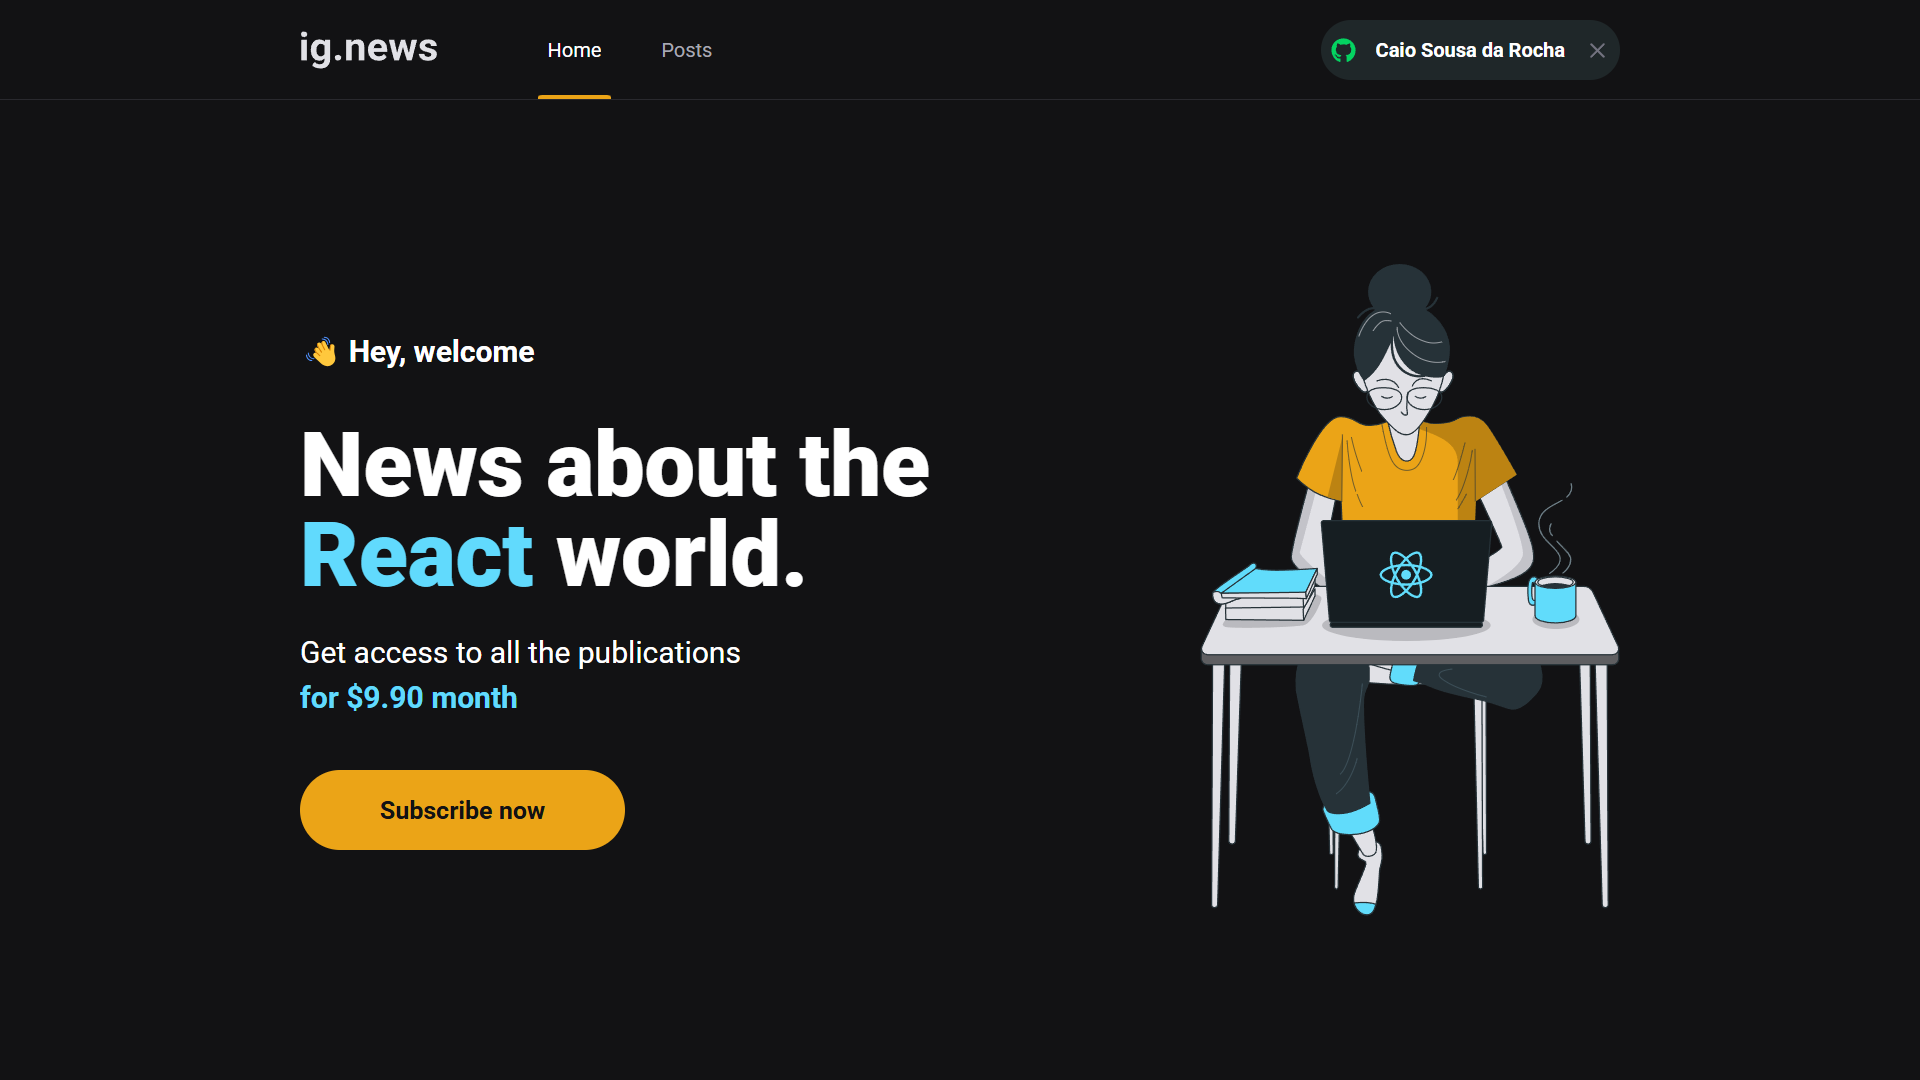 ig.news
Home
Posts
Caio Sousa da Rocha
👋 Hey, welcome
News about the
React world.
Get access to all the publications
for $9.90 month
Subscribe now